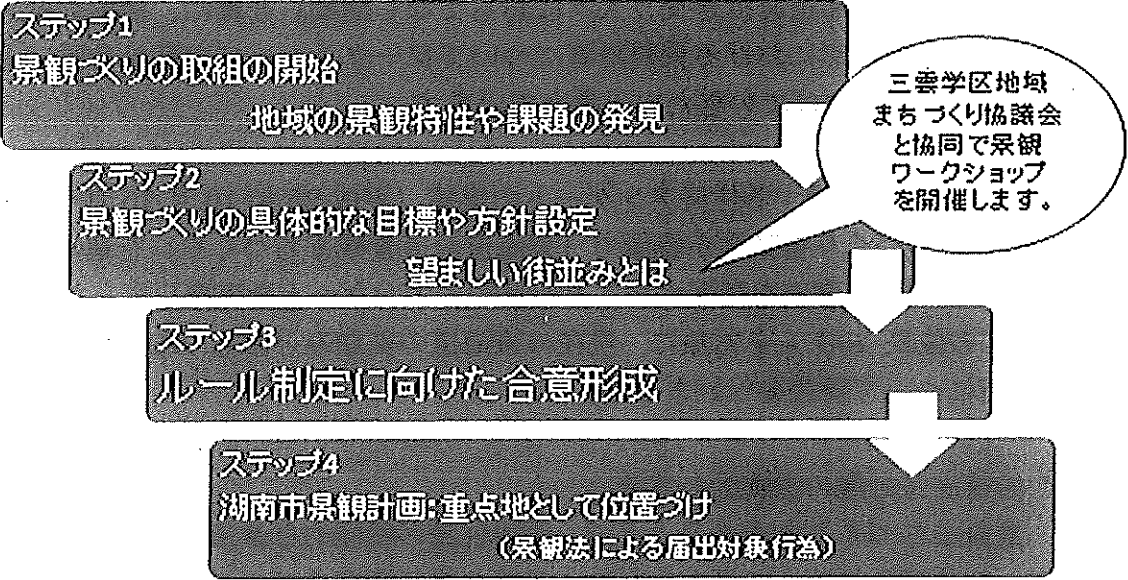 ステップ1
景観づくりの取組の開始
地域の景観特性や課題の発見
三雲学区地域
まちづくり協議会
と協同で景観
ワークショップ
を開催します。
ステップ2
景観づくりの具体的な目標や方針設定
望ましい街並みとは
ステップ3
ルール制定に向けた合意形成
ステップ4
湖南市景観計画:重点地として位置づけ
(景観法による届出対象行為)